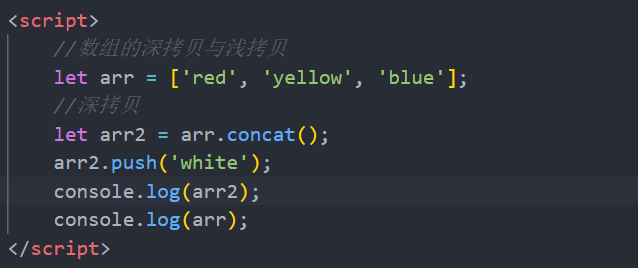 <script>
//数组的深拷贝与浅拷贝
let arr = ['red', 'yellow', 'blue'];
//深拷贝
let arr2 = arr.concat();
arr2.push('white');
console.log(arr2);
console.log(arr);
</script>